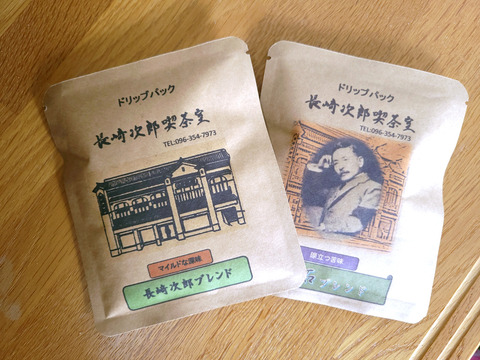 ドリップパック
長崎次郎喫茶室
TEL:096-354-7973
マイルドな深味
長崎次郎ブレンド
ドリップパック
長崎次郎喫茶室
TEL:096-354-7973
際立つ苦味